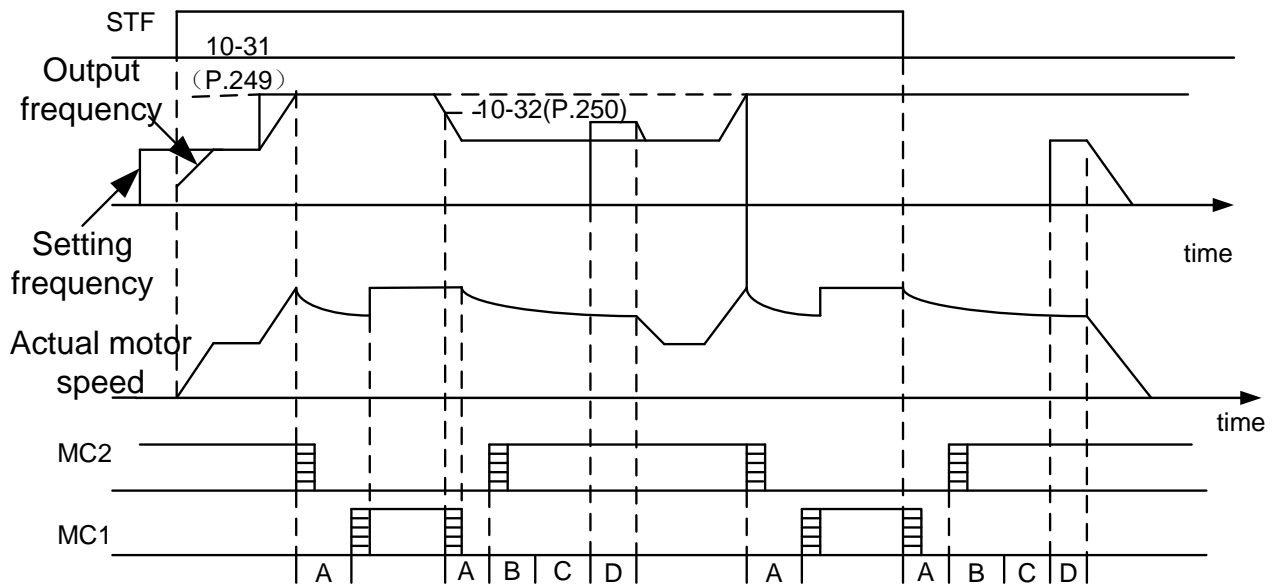 STF
10-31
（P.249）
Output
frequency
-10-32(P.250)
Setting
frequency
time
Actual motor
speed
time
MC2
MC1
A A B C D A A B C D